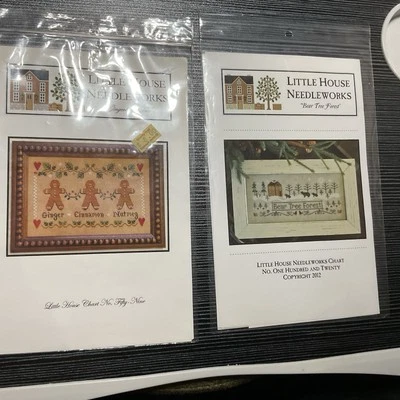 LITTLE HOUSE
NEEDLEWORKS
Ginger Cinnamon Nutmeg
Little House Chart No. Fifty-Nine
LITTLE HOUSE
NEEDLEWORKS
"Bear Tree Forest"
Bear Tree Forest
LITTLE HOUSE NEEDLEWORKS CHART
NO. ONE HUNDRED AND TWENTY
COPYRIGHT 2012